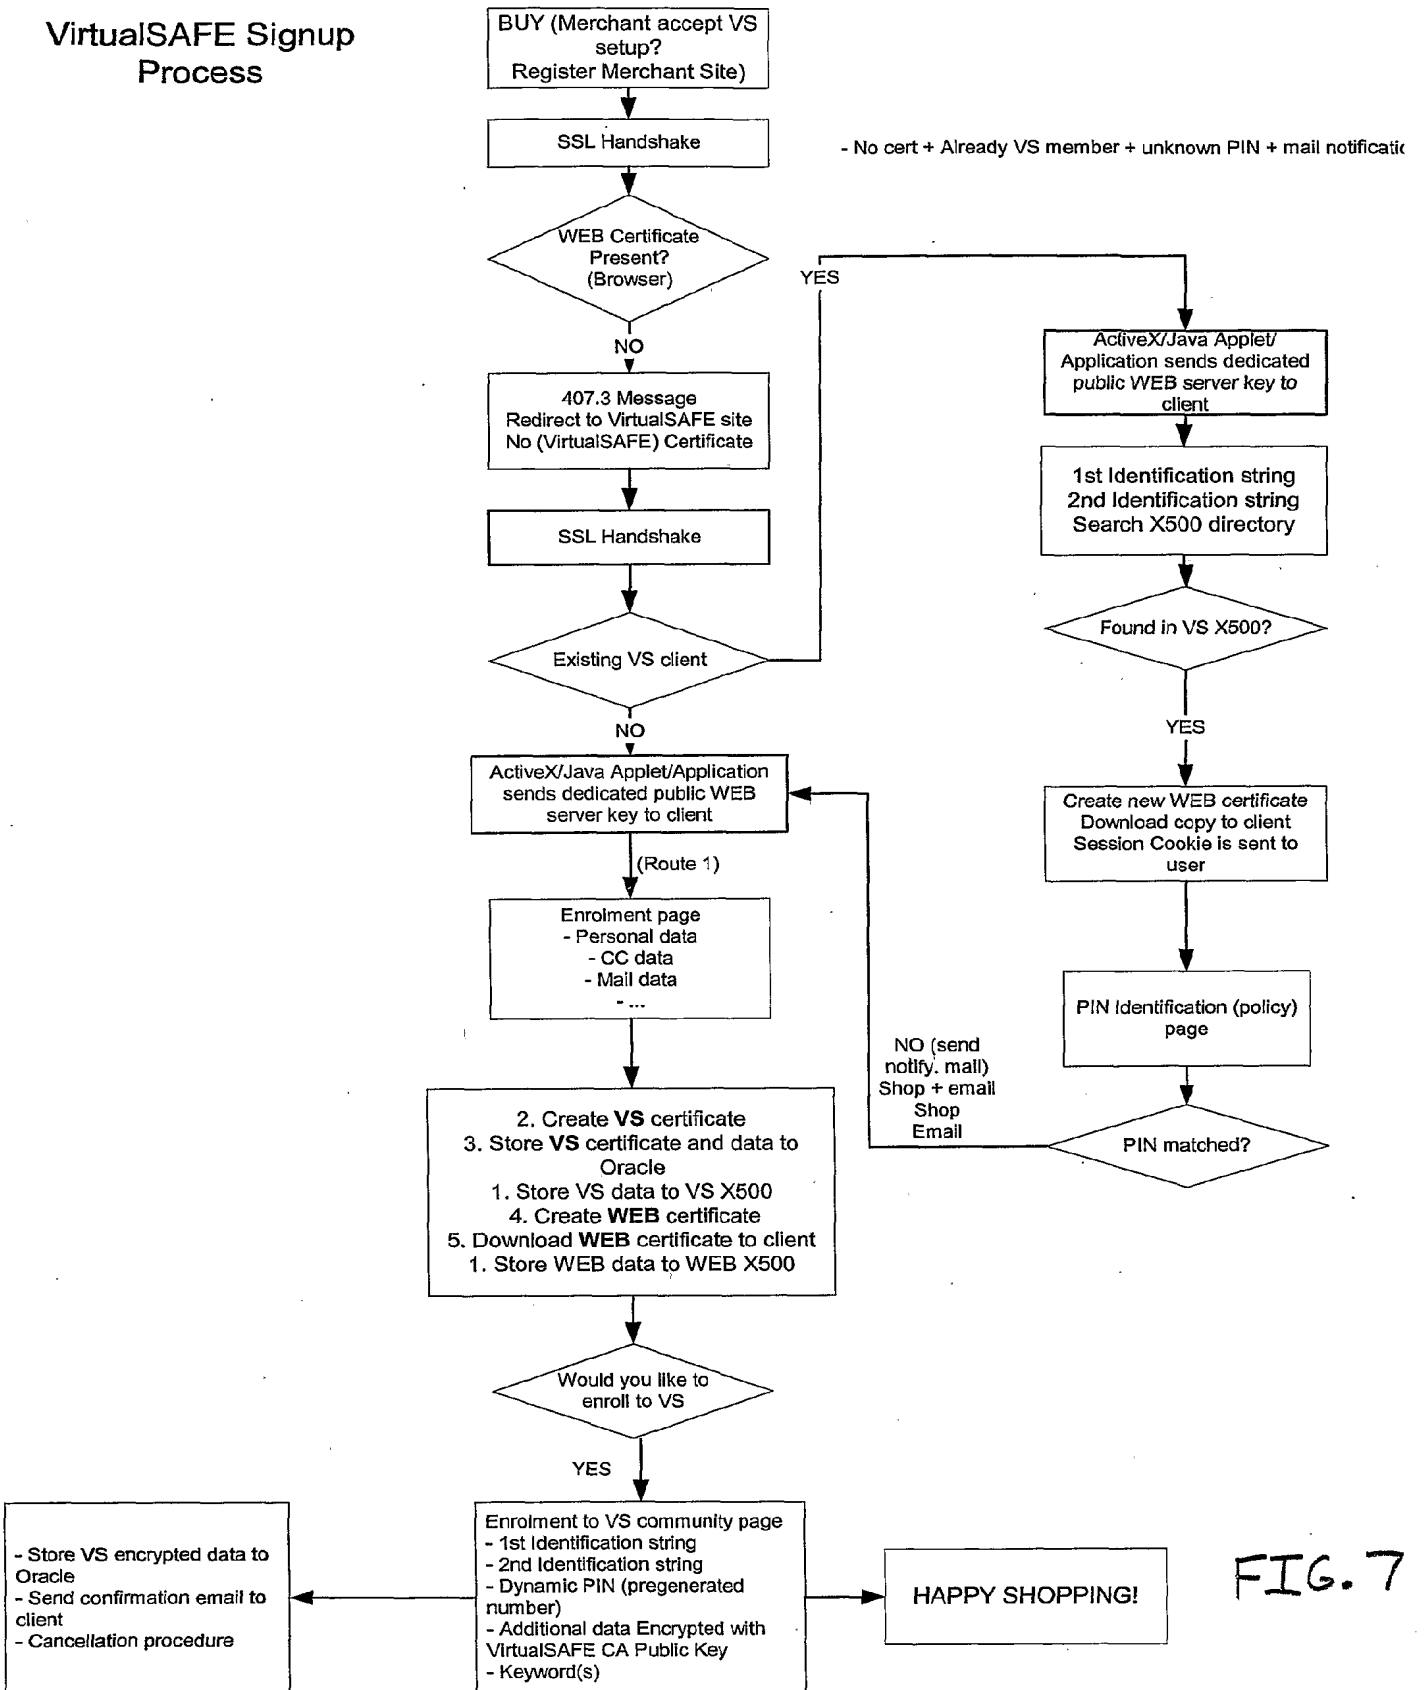 VirtualSAFE Signup
Process
BUY (Merchant accept VS
setup?
Register Merchant Site)
SSL Handshake
- No cert + Already VS member + unknown PIN + mail notificatic
WEB Certificate
Present?
(Browser)
YES
NO
407.3 Message
Redirect to VirtualSAFE site
No (VirtualSAFE) Certificate
ActiveX/Java Applet/
Application sends dedicated
public WEB server key to
client
1st Identification string
2nd Identification string
Search X500 directory
SSL Handshake
Found in VS X500?
Existing VS client
NO
YES
ActiveX/Java Applet/Application
sends dedicated public WEB
server key to client
Create new WEB certificate
Download copy to client
Session Cookie is sent to
user
(Route 1)
Enrolment page
- Personal data
- CC data
- Mail data
- ...
PIN Identification (policy)
page
NO (send
notify. mail)
Shop + email
Shop
Email
PIN matched?
2. Create VS certificate
3. Store VS certificate and data to
Oracle
1. Store VS data to VS X500
4. Create WEB certificate
5. Download WEB certificate to client
1. Store WEB data to WEB X500
Would you like to
enroll to VS
YES
- Store VS encrypted data to
Oracle
- Send confirmation email to
client
- Cancellation procedure
Enrolment to VS community page
- 1st Identification string
- 2nd Identification string
- Dynamic PIN (pregenerated
number)
- Additional data Encrypted with
VirtualSAFE CA Public Key
- Keyword(s)
HAPPY SHOPPING!
FIG. 7